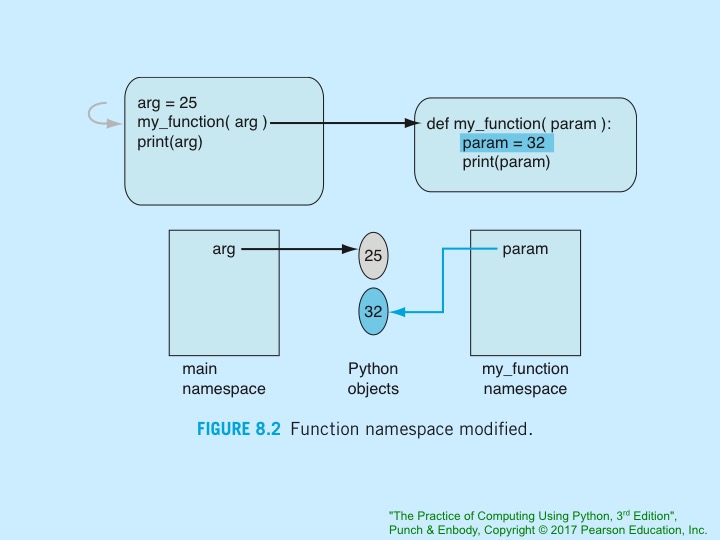 arg = 25
my_function( arg )
print(arg)
def my_function( param ):
param = 32
print(param)
arg
25
param
32
main
namespace
Python
objects
my_function
namespace
FIGURE 8.2 Function namespace modified.
"The Practice of Computing Using Python, 3rd Edition",
Punch & Enbody, Copyright © 2017 Pearson Education, Inc.